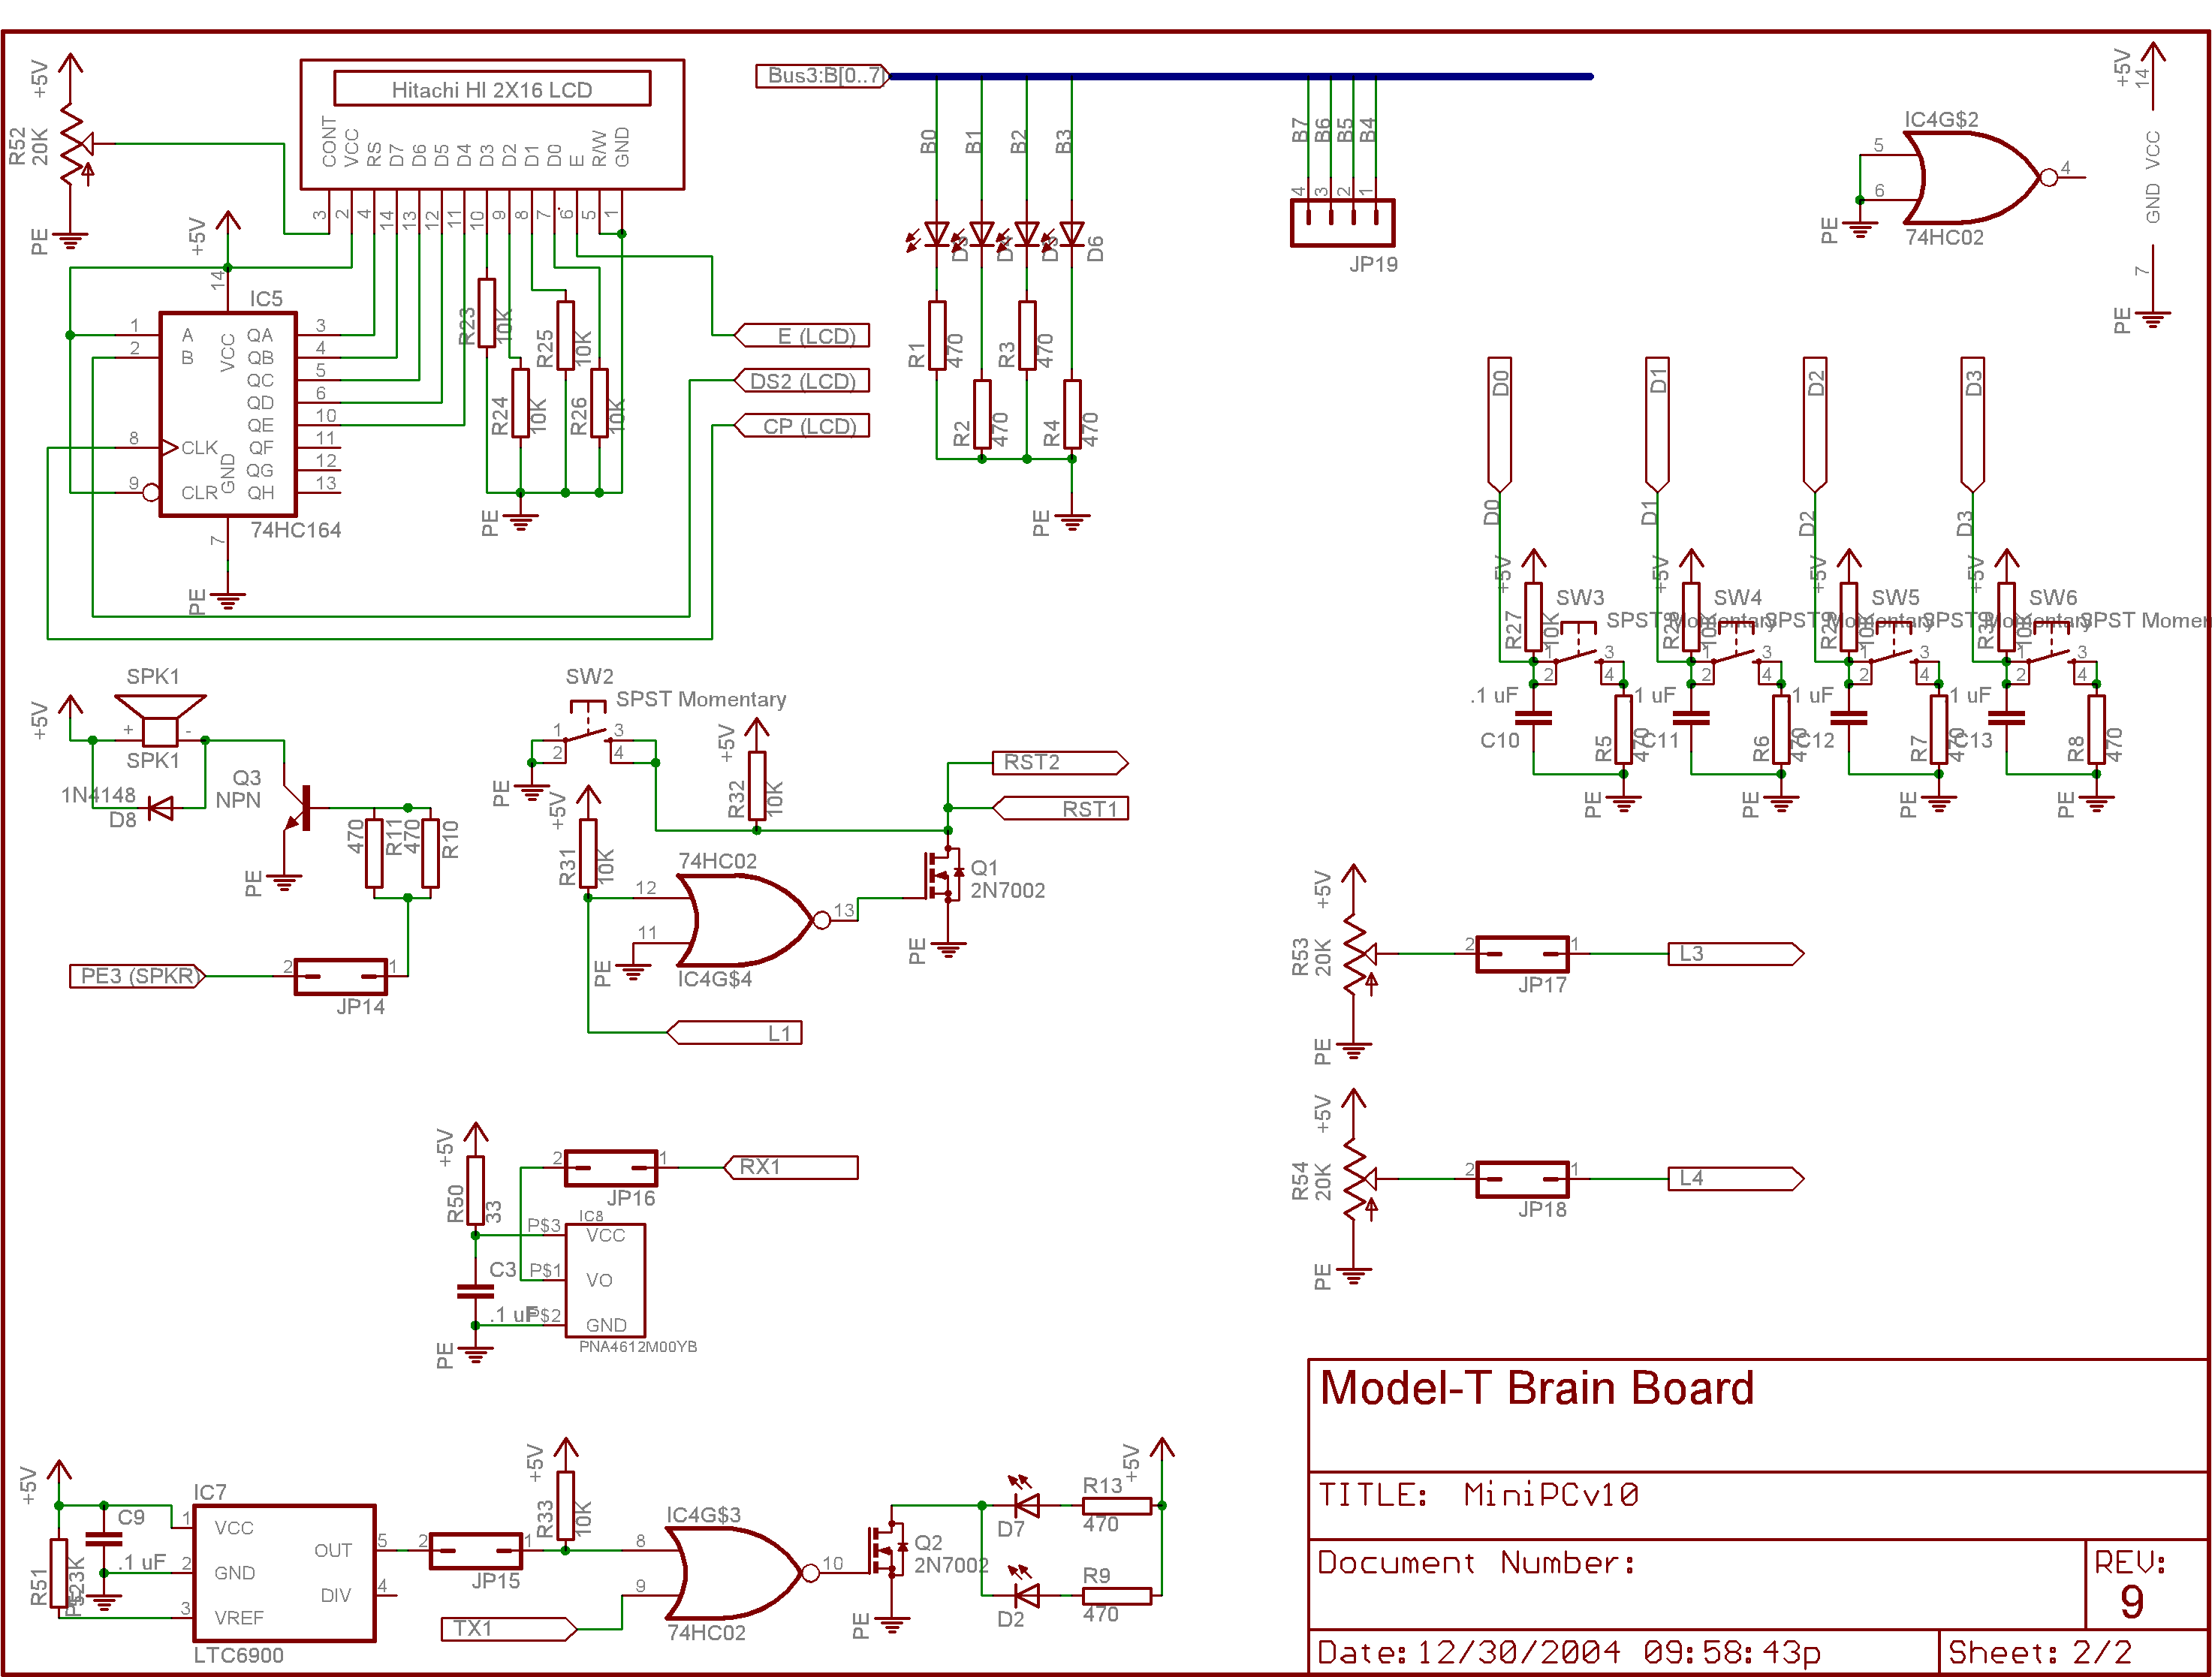 +5V
R52
20K
PE
Hitachi HI 2X16 LCD
CONT
VCC
RS
D7
D6
D5
D4
D3
D2
D1
D0
E
R/W
GND
3
2
4
14
13
12
11
10
9
8
7
6
5
1
+5V
14
IC5
1
2
8
9
A
B
CLK
CLR
VCC
GND
QA
QB
QC
QD
QE
QF
QG
QH
3
4
5
6
10
11
12
13
74HC164
7
PE
R23
10K
R24
10K
R25
10K
R26
10K
PE
E (LCD)
DS2 (LCD)
CP (LCD)
Bus3:B[0..7]
B0
B1
B2
B3
D6
R1
470
R2
470
R3
470
R4
470
PE
B7
B6
B5
B4
4
3
2
1
JP19
IC4G$2
5
6
4
74HC02
PE
+5V
14
GND VCC
7
PE
D0
D1
D2
D3
D0
D1
D2
D3
+5V
R27
10K
SW3
SPST Momentary
1
2
3
4
.1 uF
C10
R5
470
PE
+5V
R28
10K
SW4
SPST Momentary
1
2
3
4
.1 uF
C11
R6
470
PE
+5V
R29
10K
SW5
SPST Momentary
1
2
3
4
.1 uF
C12
R7
470
PE
+5V
R30
10K
SW6
SPST Momen
1
2
3
4
.1 uF
C13
R8
470
PE
SPK1
+5V
+
-
SPK1
1N4148
D8
Q3
NPN
PE
470
R11
470
R10
PE3 (SPKR)
2
1
JP14
SW2
SPST Momentary
1
2
3
4
PE
+5V
R32
10K
+5V
R31
10K
RST2
RST1
74HC02
12
11
13
IC4G$4
PE
Q1
2N7002
PE
L1
+5V
R53
20K
PE
2
1
JP17
L3
+5V
R54
20K
PE
2
1
JP18
L4
+5V
R50
33
2
1
JP16
RX1
IC8
P$3
P$1
P$2
VCC
VO
GND
C3
.1 uF
PNA4612M00YB
PE
+5V
C9
.1 uF
R51
523K
IC7
1
2
3
VCC
GND
VREF
OUT
DIV
5
4
LTC6900
2
1
JP15
+5V
R33
10K
IC4G$3
8
9
10
74HC02
TX1
Q2
2N7002
PE
D7
D2
R13
470
R9
470
+5V
Model-T Brain Board
TITLE: MiniPCv10
Document Number:
REV:
9
Date:12/30/2004 09:58:43p
Sheet: 2/2